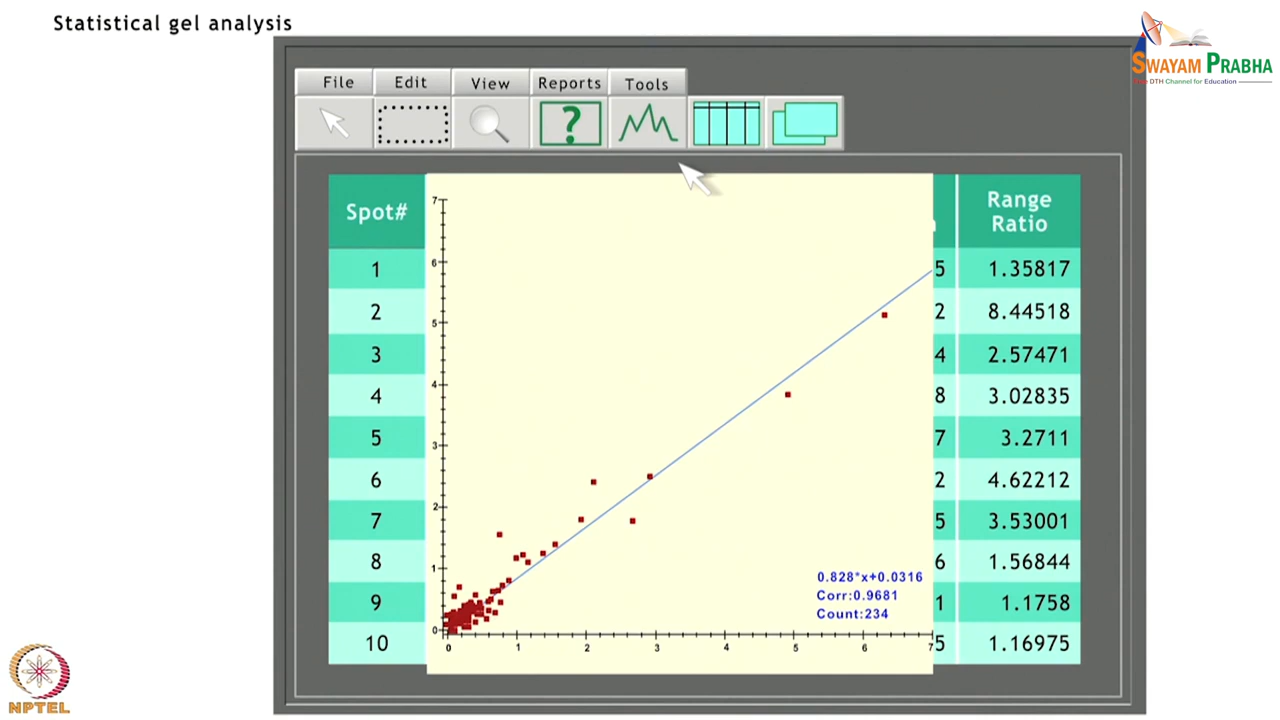 Statistical gel analysis
SWAYAM PRABHA
File Edit View Reports Tools
?
Spot# Range Ratio
1 5 1.35817
2 2 8.44518
3 4 2.57471
4 8 3.02835
5 7 3.2711
6 2 4.62212
7 5 3.53001
8 6 1.56844
9 1 1.1758
10 5 1.16975
7
6
5
4
3
2
1
0
0.828*x+0.0316
Corr:0.9681
Count:234
0 1 2 3 4 5 6 7
NPTEL